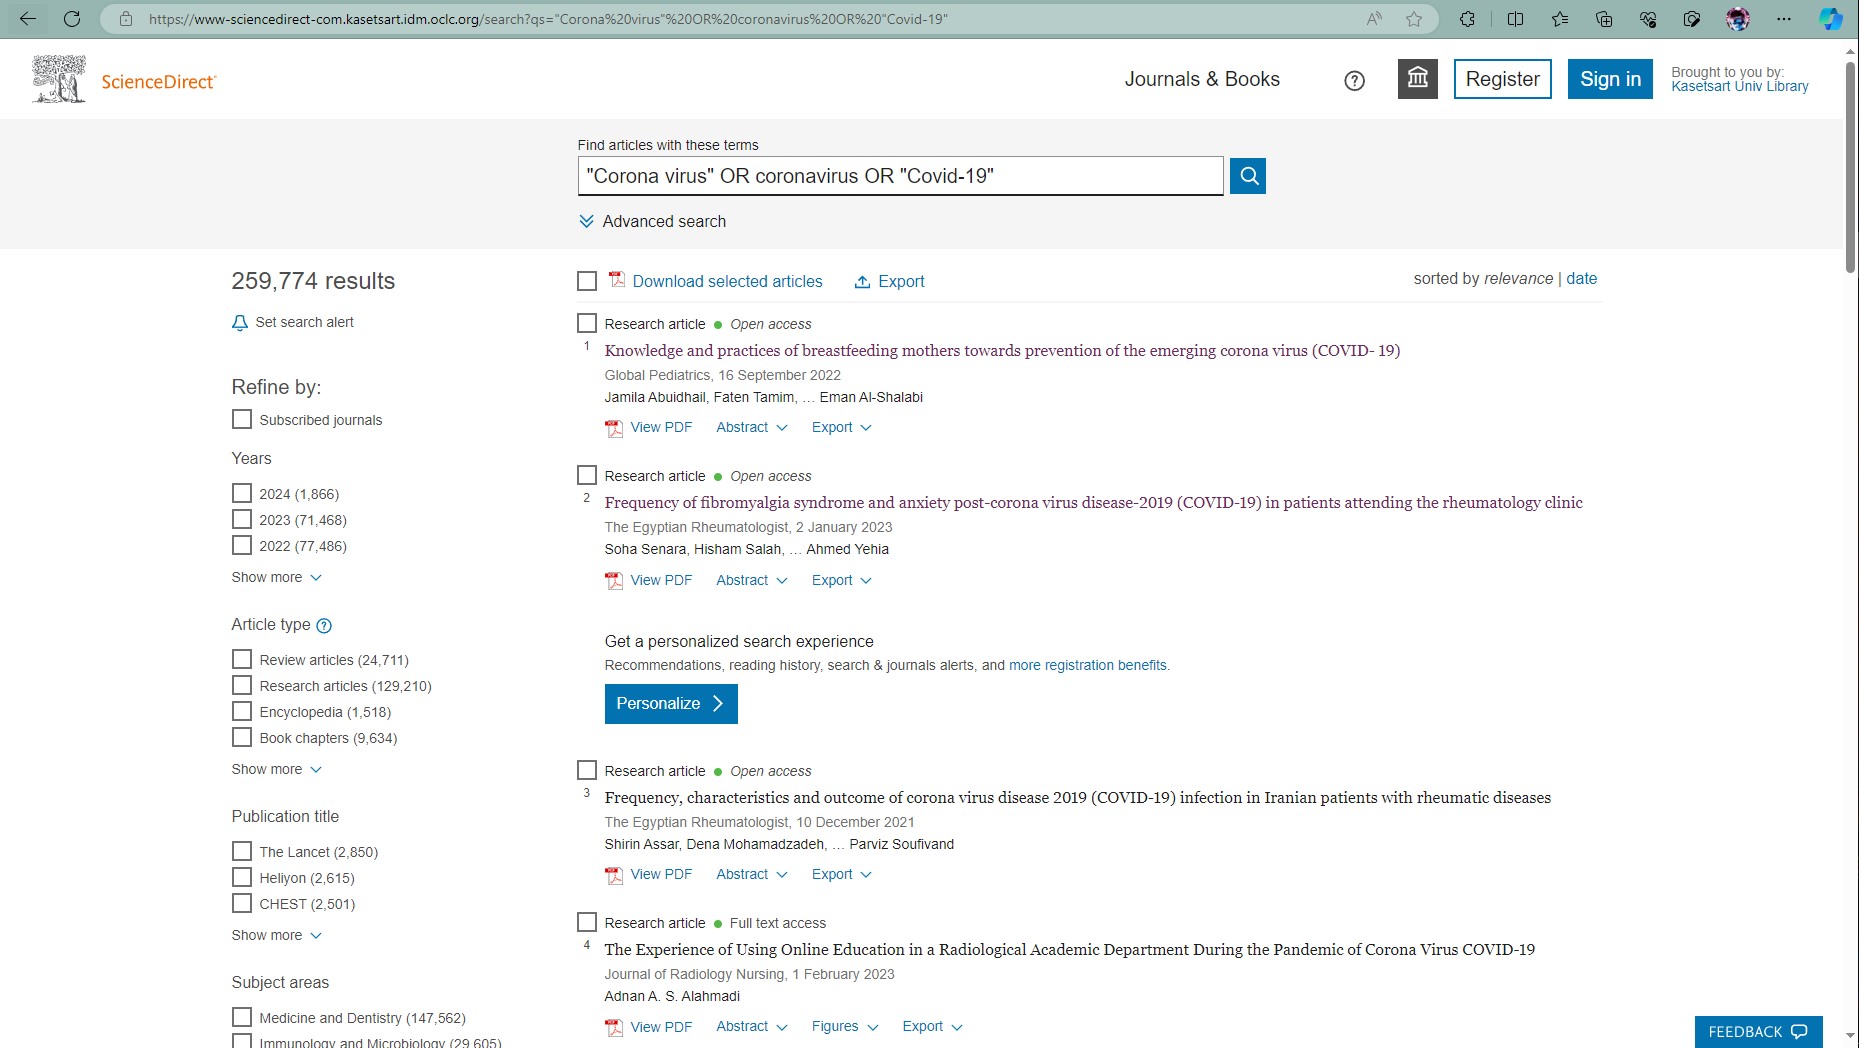 https://www-sciencedirect-com.kasetsart.idm.oclc.org/search?qs="Corona%20virus"%20OR%20coronavirus%20OR%20"Covid-19"
ScienceDirect
Journals & Books
Register
Sign in
Brought to you by:
Kasetsart Univ Library
Find articles with these terms
"Corona virus" OR coronavirus OR "Covid-19"
Advanced search
259,774 results
Set search alert
Refine by:
Subscribed journals
Years
2024 (1,866)
2023 (71,468)
2022 (77,486)
Show more
Article type
Review articles (24,711)
Research articles (129,210)
Encyclopedia (1,518)
Book chapters (9,634)
Show more
Publication title
The Lancet (2,850)
Heliyon (2,615)
CHEST (2,501)
Show more
Subject areas
Medicine and Dentistry (147,562)
Immunology and Microbiology (29,605)
Download selected articles
Export
sorted by relevance | date
Research article Open access
1 Knowledge and practices of breastfeeding mothers towards prevention of the emerging corona virus (COVID- 19)
Global Pediatrics, 16 September 2022
Jamila Abuidhail, Faten Tamim, … Eman Al-Shalabi
View PDF Abstract Export
Research article Open access
2 Frequency of fibromyalgia syndrome and anxiety post-corona virus disease-2019 (COVID-19) in patients attending the rheumatology clinic
The Egyptian Rheumatologist, 2 January 2023
Soha Senara, Hisham Salah, … Ahmed Yehia
View PDF Abstract Export
Get a personalized search experience
Recommendations, reading history, search & journals alerts, and more registration benefits.
Personalize
Research article Open access
3 Frequency, characteristics and outcome of corona virus disease 2019 (COVID-19) infection in Iranian patients with rheumatic diseases
The Egyptian Rheumatologist, 10 December 2021
Shirin Assar, Dena Mohamadzadeh, … Parviz Soufivand
View PDF Abstract Export
Research article Full text access
4 The Experience of Using Online Education in a Radiological Academic Department During the Pandemic of Corona Virus COVID-19
Journal of Radiology Nursing, 1 February 2023
Adnan A. S. Alahmadi
View PDF Abstract Figures Export
FEEDBACK